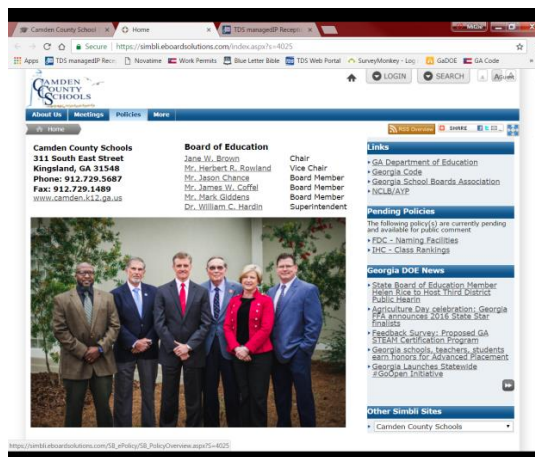 Camden County School
Home
TDS managedIP Recepti
Secure
https://simbli.eboardsolutions.com/index.aspx?s=4025
Apps
TDS managedIP Rece
Novatime
Work Permits
Blue Letter Bible
TDS Web Portal
SurveyMonkey - Log
GaDOE
GA Code
CAMDEN
COUNTY
SCHOOLS
LOGIN
SEARCH
About Us
Meetings
Policies
More
Home
RSS Overview
SHARE
Camden County Schools
311 South East Street
Kingsland, GA 31548
Phone: 912.729.5687
Fax: 912.729.1489
www.camden.k12.ga.us
Board of Education
Jane W. Brown Chair
Mr. Herbert R. Rowland Vice Chair
Mr. Jason Chance Board Member
Mr. James W. Coffel Board Member
Mr. Mark Giddens Board Member
Dr. William C. Hardin Superintendent
Links
GA Department of Education
Georgia Code
Georgia School Boards Association
NCLB/AYP
Pending Policies
The following policy(s) are currently pending
and available for public comment
FDC - Naming Facilities
IHC - Class Rankings
Georgia DOE News
State Board of Education Member
Helen Rice to Host Third District
Public Hearin
Agriculture Day celebration: Georgia
FFA announces 2016 State Star
finalists
Feedback Survey: Proposed GA
STEAM Certification Program
Georgia schools, teachers, students
earn honors for Advanced Placement
Georgia Launches Statewide
#GoOpen Initiative
Other Simbli Sites
Camden County Schools
https://simbli.eboardsolutions.com/SB_ePolicy/SB_PolicyOverview.aspx?S=4025